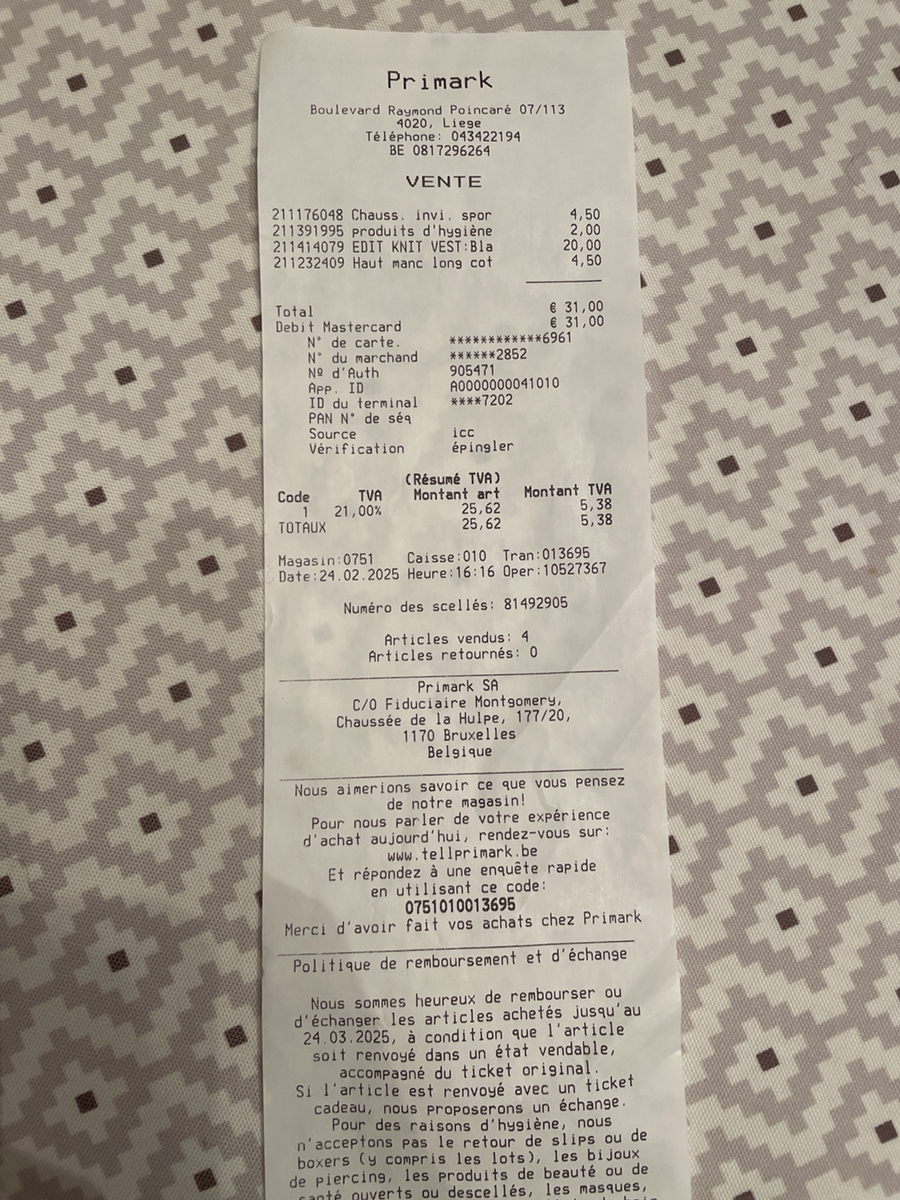 Primark
Boulevard Raymond Poincaré 07/113
4020, Liege
Téléphone: 043422194
BE 0817296264
VENTE
211176048 Chauss. invi. spor 4,50
211391995 produits d'hygiène 2,00
211414079 EDIT KNIT VEST:Bla 20,00
211232409 Haut manc long cot 4,50
Total € 31,00
Debit Mastercard € 31,00
N° de carte. ************6961
N° du marchand ******2852
Nº d'Auth 905471
App. ID A0000000041010
ID du terminal ****7202
PAN N° de séq
Source icc
Vérification épingler
(Résumé TVA)
Code TVA Montant art Montant TVA
1 21,00% 25,62 5,38
TOTAUX 25,62 5,38
Magasin:0751 Caisse:010 Tran:013695
Date:24.02.2025 Heure:16:16 Oper:10527367
Numéro des scellés: 81492905
Articles vendus: 4
Articles retournés: 0
Primark SA
C/O Fiduciaire Montgomery,
Chaussée de la Hulpe, 177/20,
1170 Bruxelles
Belgique
Nous aimerions savoir ce que vous pensez
de notre magasin!
Pour nous parler de votre expérience
d'achat aujourd'hui, rendez-vous sur:
www.tellprimark.be
Et répondez à une enquête rapide
en utilisant ce code:
0751010013695
Merci d'avoir fait vos achats chez Primark
Politique de remboursement et d'échange
Nous sommes heureux de rembourser ou
d'échanger les articles achetés jusqu'au
24.03.2025, à condition que l'article
soit renvoyé dans un état vendable,
accompagné du ticket original.
Si l'article est renvoyé avec un ticket
cadeau, nous proposerons un échange.
Pour des raisons d'hygiène, nous
n'acceptons pas le retour de slips ou de
boxers (y compris les lots), les bijoux
de piercing, les produits de beauté ou de
santé ouverts ou descellés, les masques,